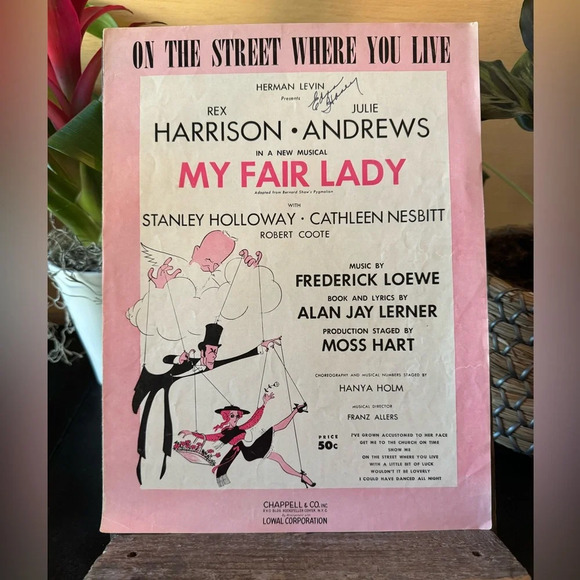 ON THE STREET WHERE YOU LIVE
HERMAN LEVIN
Presents
REX JULIE
HARRISON · ANDREWS
IN A NEW MUSICAL
MY FAIR LADY
Adapted from Bernard Shaw's Pygmalion
WITH
STANLEY HOLLOWAY · CATHLEEN NESBITT
ROBERT COOTE
MUSIC BY
FREDERICK LOEWE
BOOK AND LYRICS BY
ALAN JAY LERNER
PRODUCTION STAGED BY
MOSS HART
CHOREOGRAPHY AND MUSICAL NUMBERS STAGED BY
HANYA HOLM
MUSICAL DIRECTOR
FRANZ ALLERS
PRICE
50c
I'VE GROWN ACCUSTOMED TO HER FACE
GET ME TO THE CHURCH ON TIME
SHOW ME
ON THE STREET WHERE YOU LIVE
WITH A LITTLE BIT OF LUCK
WOULDN'T IT BE LOVERLY
I COULD HAVE DANCED ALL NIGHT
CHAPPELL & CO. INC
LOWAL CORPORATION